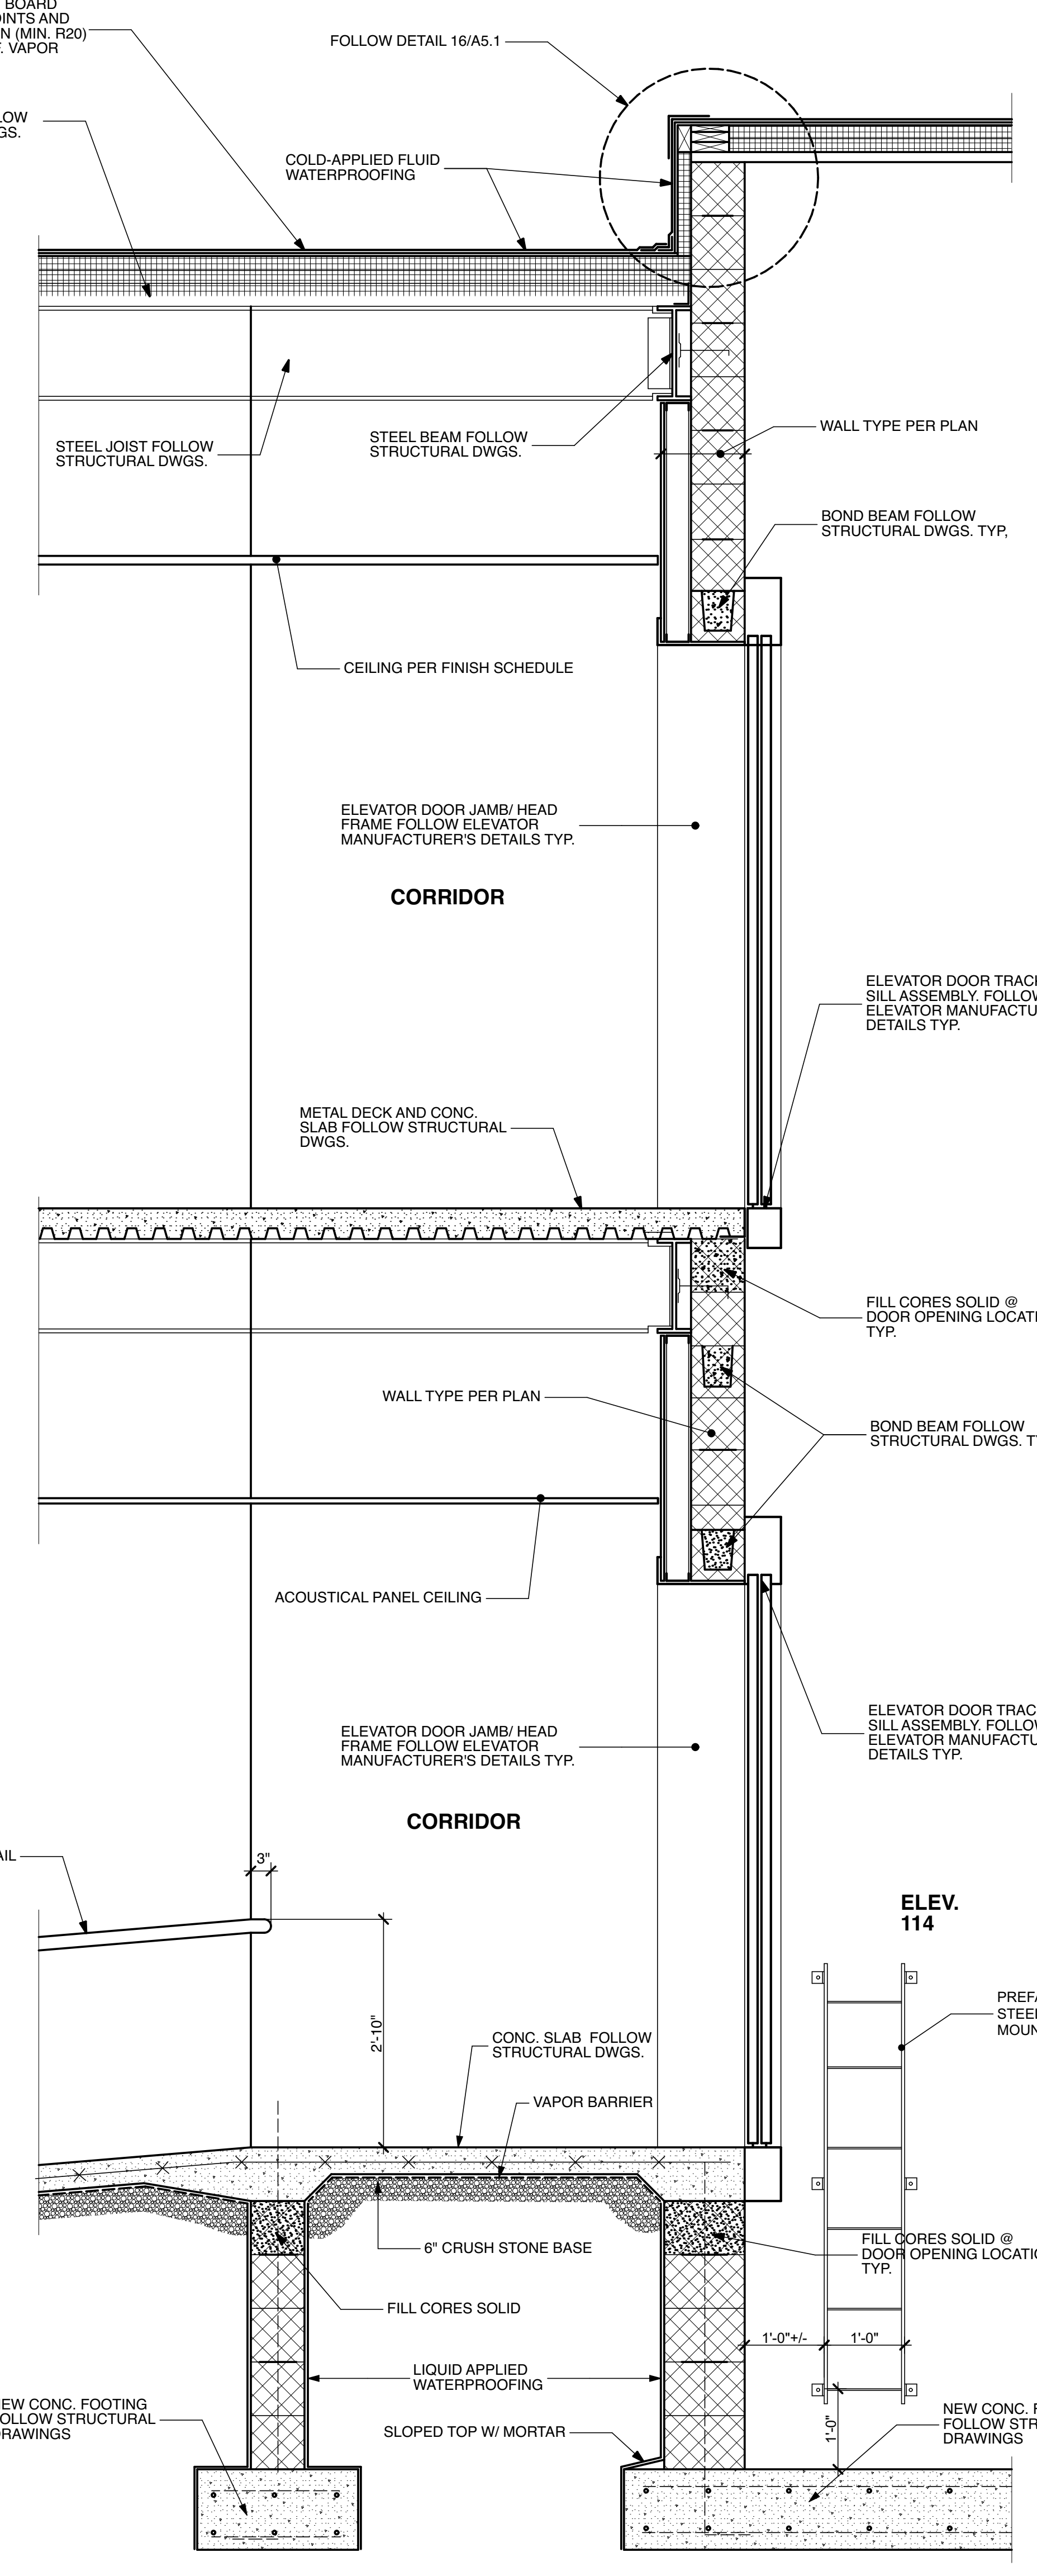 BOARD
OINTS AND
N (MIN. R20)
. VAPOR
FOLLOW DETAIL 16/A5.1
LOW
GS.
COLD-APPLIED FLUID
WATERPROOFING
STEEL JOIST FOLLOW
STRUCTURAL DWGS.
STEEL BEAM FOLLOW
STRUCTURAL DWGS.
WALL TYPE PER PLAN
BOND BEAM FOLLOW
STRUCTURAL DWGS. TYP,
CEILING PER FINISH SCHEDULE
ELEVATOR DOOR JAMB/ HEAD
FRAME FOLLOW ELEVATOR
MANUFACTURER'S DETAILS TYP.
CORRIDOR
ELEVATOR DOOR TRACK
SILL ASSEMBLY. FOLLOW
ELEVATOR MANUFACTU
DETAILS TYP.
METAL DECK AND CONC.
SLAB FOLLOW STRUCTURAL
DWGS.
FILL CORES SOLID @
DOOR OPENING LOCATI
TYP.
WALL TYPE PER PLAN
BOND BEAM FOLLOW
STRUCTURAL DWGS. T
ACOUSTICAL PANEL CEILING
ELEVATOR DOOR TRAC
SILL ASSEMBLY. FOLLOW
ELEVATOR MANUFACTU
DETAILS TYP.
ELEVATOR DOOR JAMB/ HEAD
FRAME FOLLOW ELEVATOR
MANUFACTURER'S DETAILS TYP.
CORRIDOR
AIL
3"
ELEV.
114
2'-10"
PREFA
STEEL
MOUN
CONC. SLAB FOLLOW
STRUCTURAL DWGS.
VAPOR BARRIER
6" CRUSH STONE BASE
FILL CORES SOLID @
DOOR OPENING LOCATIO
TYP.
FILL CORES SOLID
1'-0"+/-
1'-0"
LIQUID APPLIED
WATERPROOFING
EW CONC. FOOTING
OLLOW STRUCTURAL
DRAWINGS
SLOPED TOP W/ MORTAR
1'-0"
NEW CONC. F
FOLLOW STR
DRAWINGS